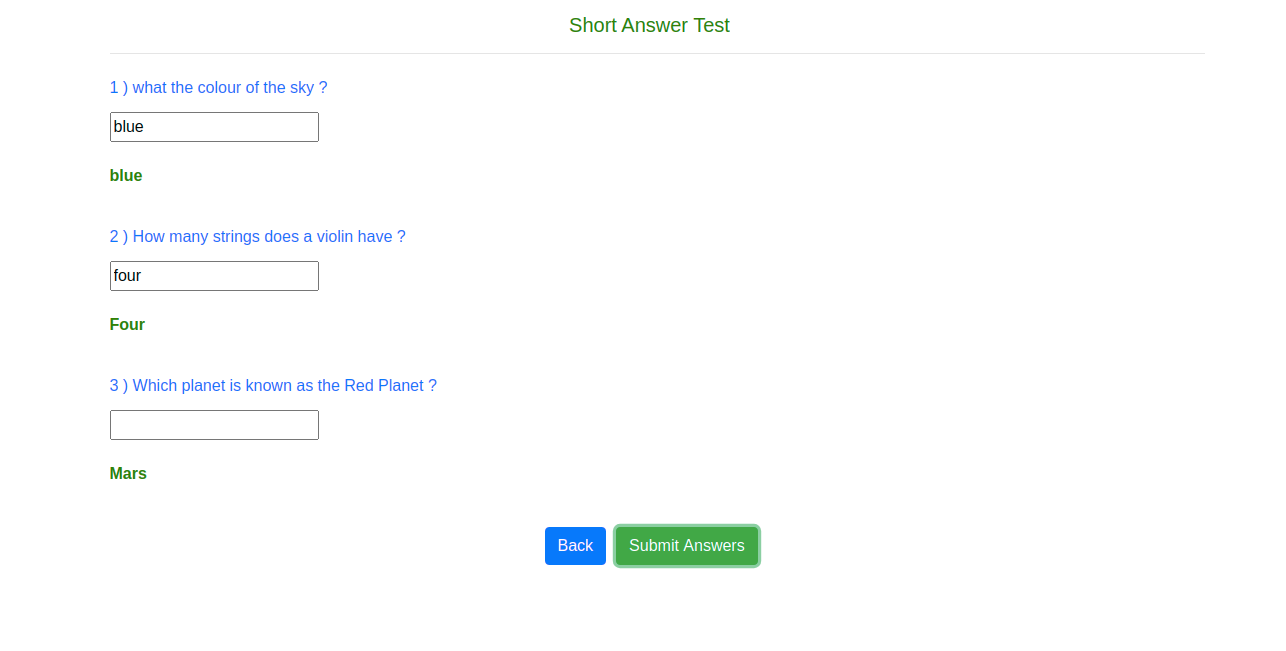 Short Answer Test
1 ) what the colour of the sky ?
blue
blue
2 ) How many strings does a violin have ?
four
Four
3 ) Which planet is known as the Red Planet ?
Mars
Back Submit Answers